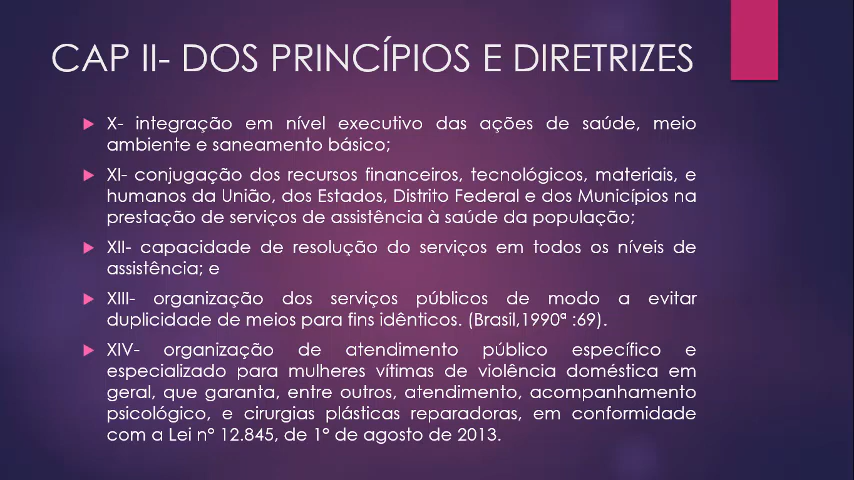 CAP II- DOS PRINCÍPIOS E DIRETRIZES
X- integração em nível executivo das ações de saúde, meio
ambiente e saneamento básico;
XI- conjugação dos recursos financeiros, tecnológicos, materiais, e
humanos da União, dos Estados, Distrito Federal e dos Municípios na
prestação de serviços de assistência à saúde da população;
XII- capacidade de resolução do serviços em todos os níveis de
assistência; e
XIII- organização dos serviços públicos de modo a evitar
duplicidade de meios para fins idênticos. (Brasil,1990ª :69).
XIV- organização de atendimento público específico e
especializado para mulheres vítimas de violência doméstica em
geral, que garanta, entre outros, atendimento, acompanhamento
psicológico, e cirurgias plásticas reparadoras, em conformidade
com a Lei nº 12.845, de 1º de agosto de 2013.